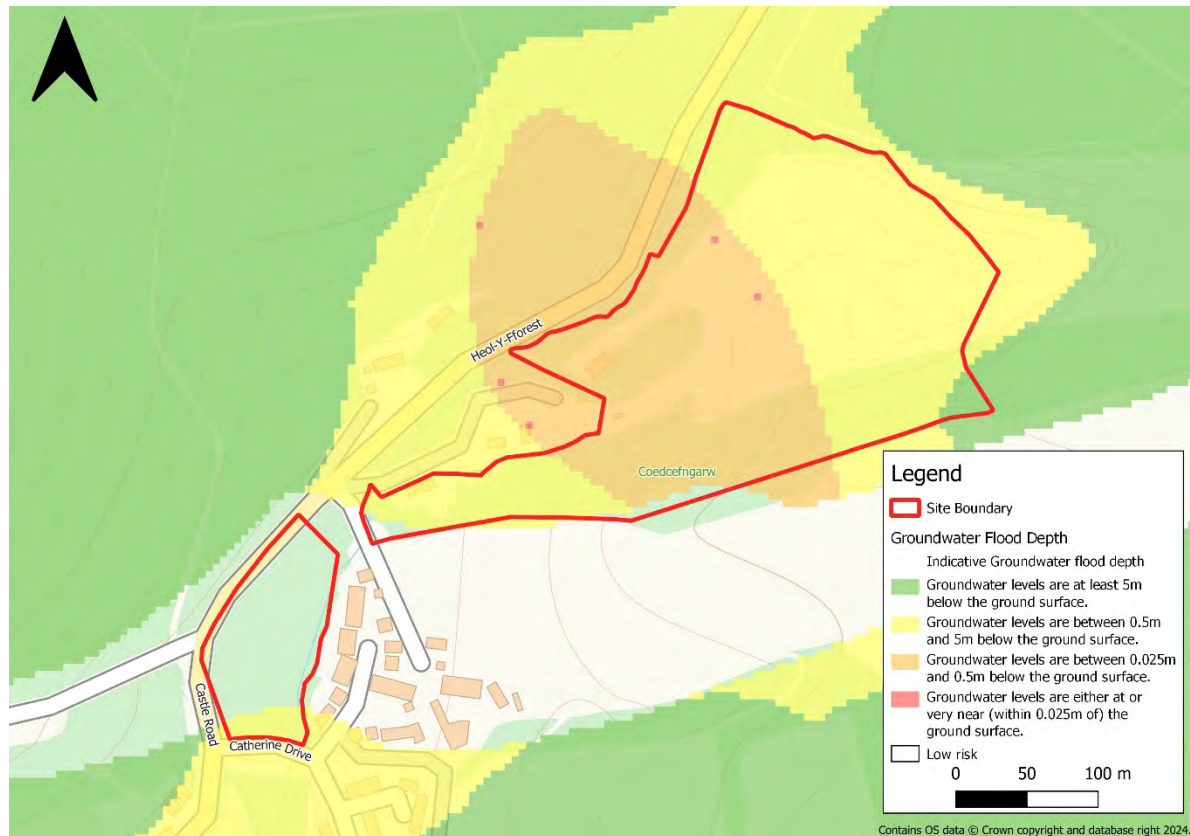 Heol-Y-Fforest
Coedcefngarw
Castle Road
Catherine Drive
Legend
Site Boundary
Groundwater Flood Depth
Indicative Groundwater flood depth
Groundwater levels are at least 5m
below the ground surface.
Groundwater levels are between 0.5m
and 5m below the ground surface.
Groundwater levels are between 0.025m
and 0.5m below the ground surface.
Groundwater levels are either at or
very near (within 0.025m of) the
ground surface.
Low risk
0 50 100 m
Contains OS data © Crown copyright and database right 2024